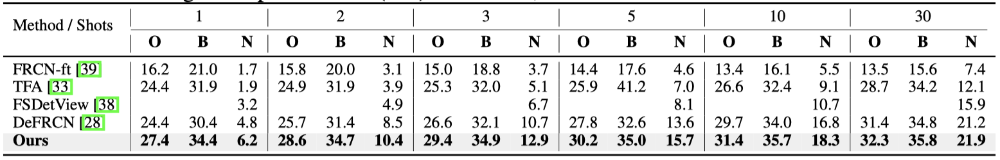 Method / Shots 1 2 3 5 10 30
O B N O B N O B N O B N O B N O B N
FRCN-ft [39] 16.2 21.0 1.7 15.8 20.0 3.1 15.0 18.8 3.7 14.4 17.6 4.6 13.4 16.1 5.5 13.5 15.6 7.4
TFA [33] 24.4 31.9 1.9 24.9 31.9 3.9 25.3 32.0 5.1 25.9 41.2 7.0 26.6 32.4 9.1 28.7 34.2 12.1
FSDetView [38] 3.2 4.9 6.7 8.1 10.7 15.9
DeFRCN [28] 24.4 30.4 4.8 25.7 31.4 8.5 26.6 32.1 10.7 27.8 32.6 13.6 29.7 34.0 16.8 31.4 34.8 21.2
Ours 27.4 34.4 6.2 28.6 34.7 10.4 29.4 34.9 12.9 30.2 35.0 15.7 31.4 35.7 18.3 32.3 35.8 21.9